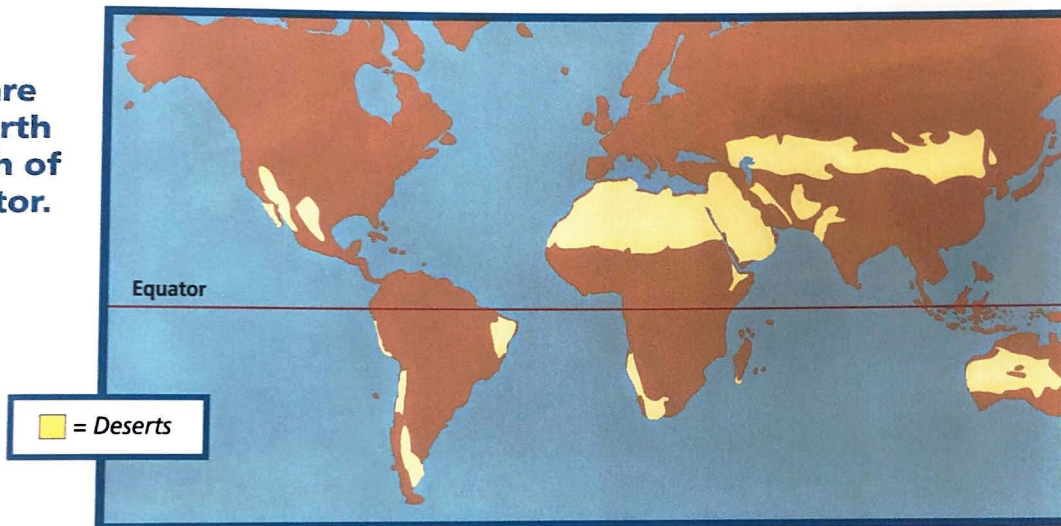 are
rth
h of
tor.
Equator
= Deserts